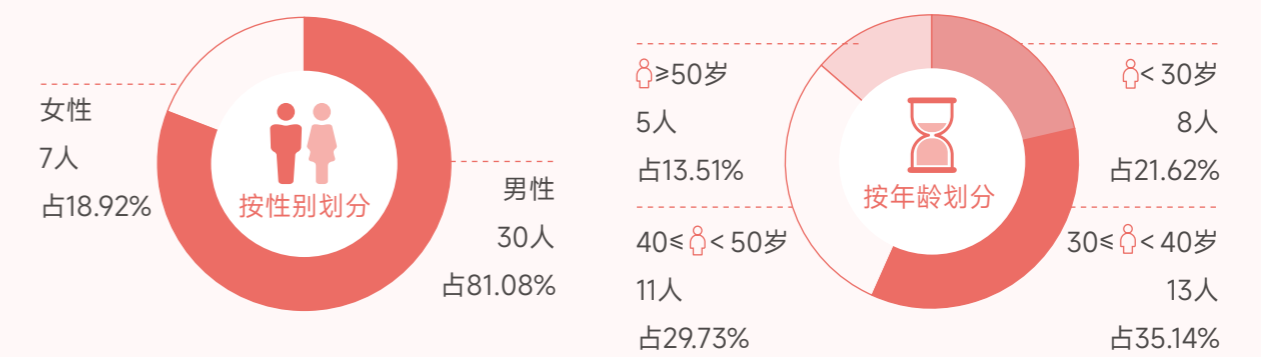 女性
7人
占18.92%
按性别划分
男性
30人
占81.08%
≥50岁
5人
占13.51%
40≤ < 50岁
11人
占29.73%
按年龄划分
< 30岁
8人
占21.62%
30≤ < 40岁
13人
占35.14%